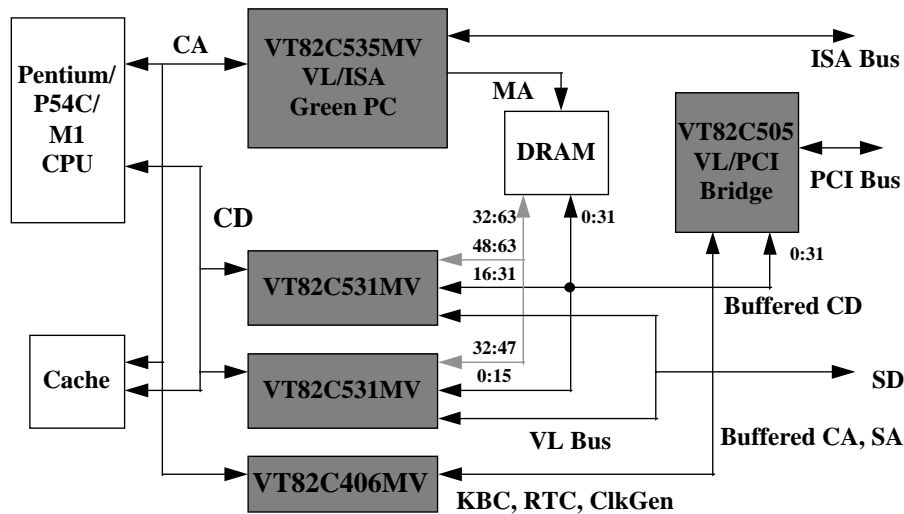 Pentium/
P54C/
M1
CPU
CA
VT82C535MV
VL/ISA
Green PC
ISA Bus
MA
DRAM
VT82C505
VL/PCI
Bridge
PCI Bus
CD
32:63
0:31
48:63
16:31
0:31
VT82C531MV
Buffered CD
Cache
32:47
0:15
VT82C531MV
SD
VL Bus
Buffered CA, SA
VT82C406MV
KBC, RTC, ClkGen